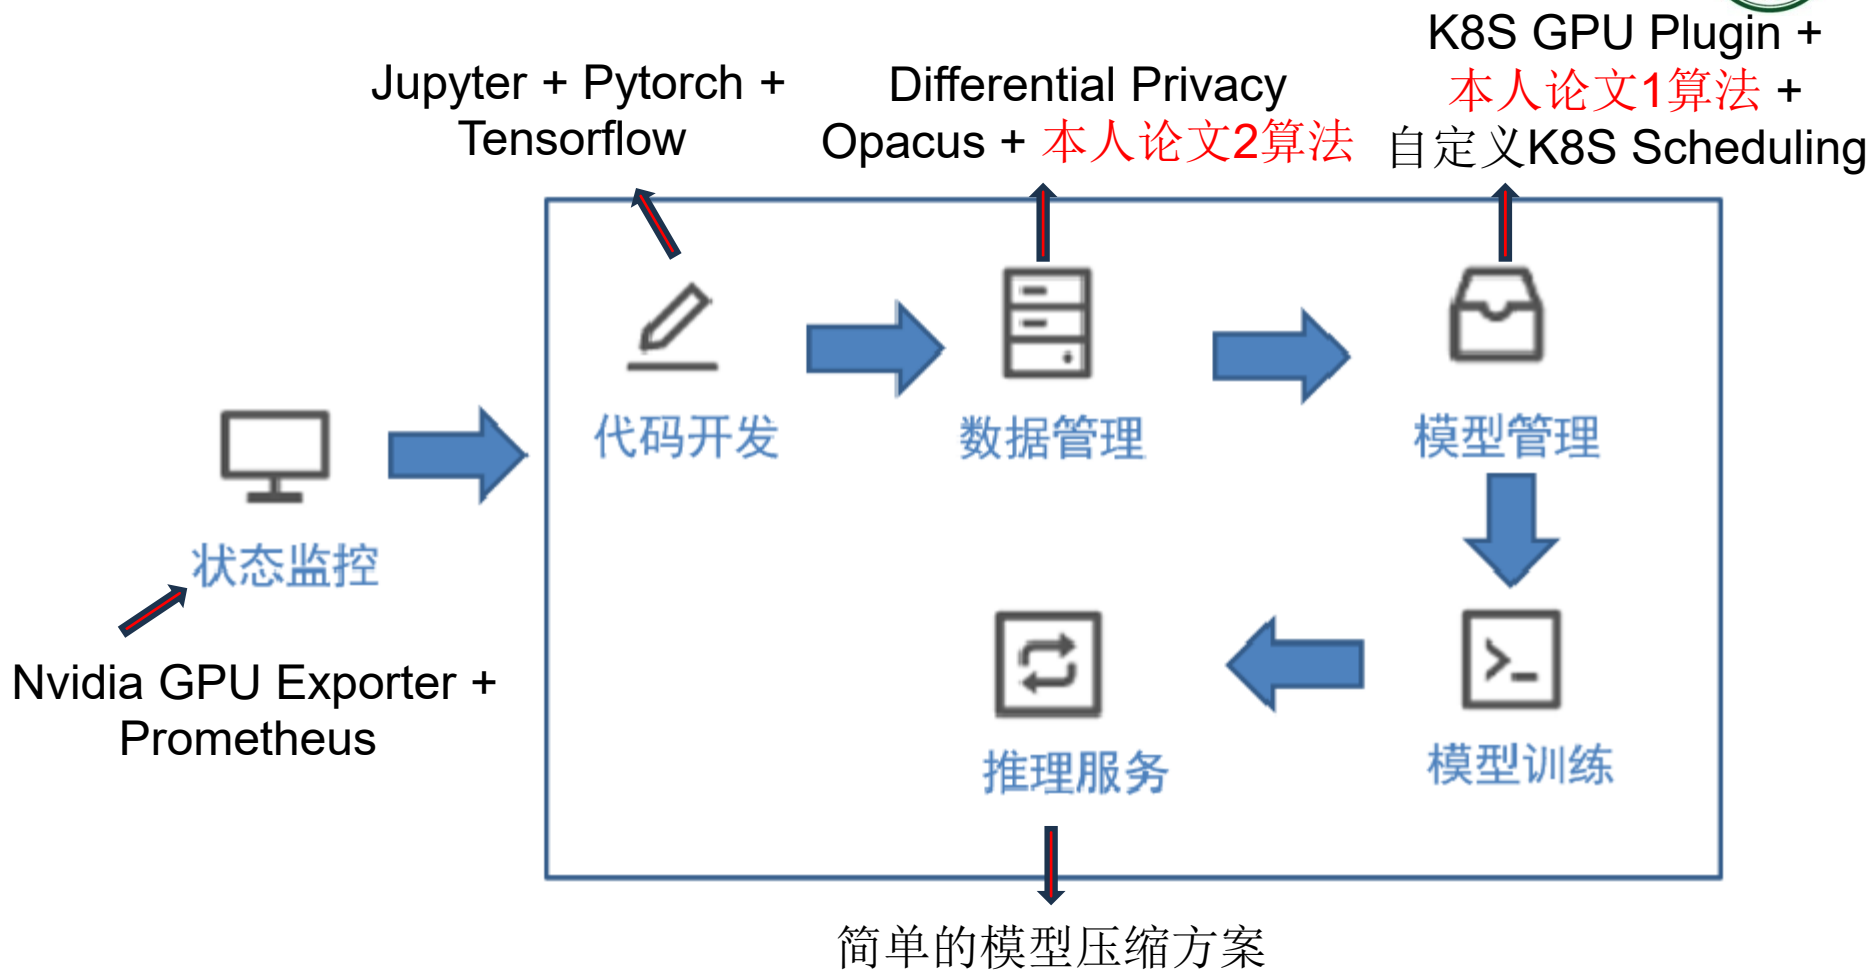 K8S GPU Plugin +
本人论文1算法 +
自定义K8S Scheduling
Jupyter + Pytorch +
Tensorflow
Differential Privacy
Opacus + 本人论文2算法
代码开发
数据管理
模型管理
状态监控
Nvidia GPU Exporter +
Prometheus
推理服务
模型训练
简单的模型压缩方案